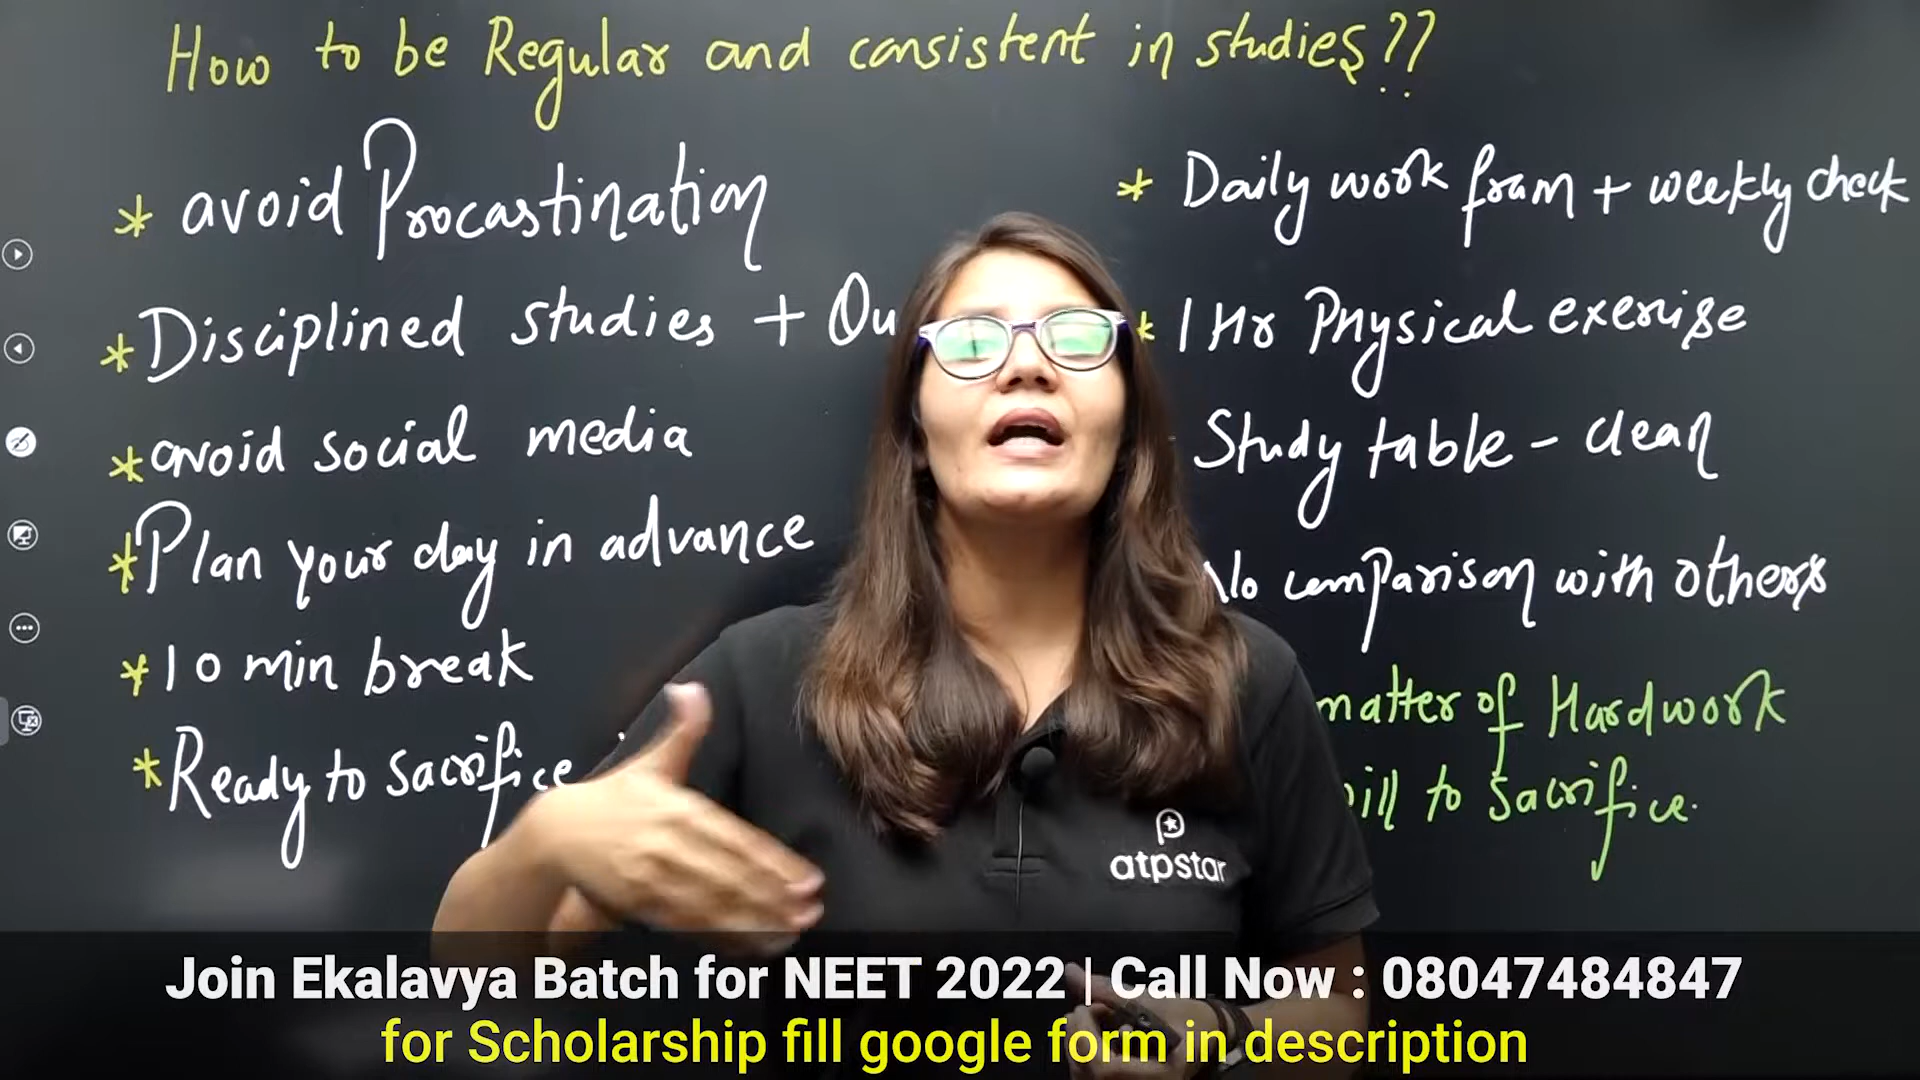 How to be Regular and consistent in studies??
* avoid Procastination
* Disciplined studies +
* avoid social media
* Plan your day in advance
* 10 min break
* Ready to sacrifice
* Daily work fram + weekly check
* 1 Hr Physical exercise
Study table - clean
No comparison with others
matter of Hardwork
to sacrifice.
atpstar
Join Ekalavya Batch for NEET 2022 | Call Now : 08047484847
for Scholarship fill google form in description